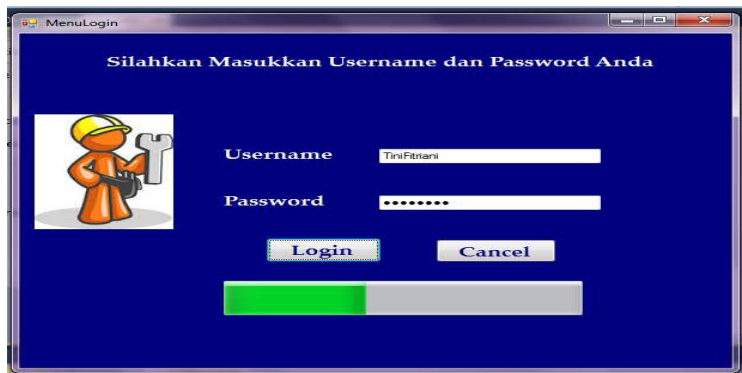 MenuLogin
Silahkan Masukkan Username dan Password Anda
Username TiniFitriani
Password ••••••••
Login Cancel